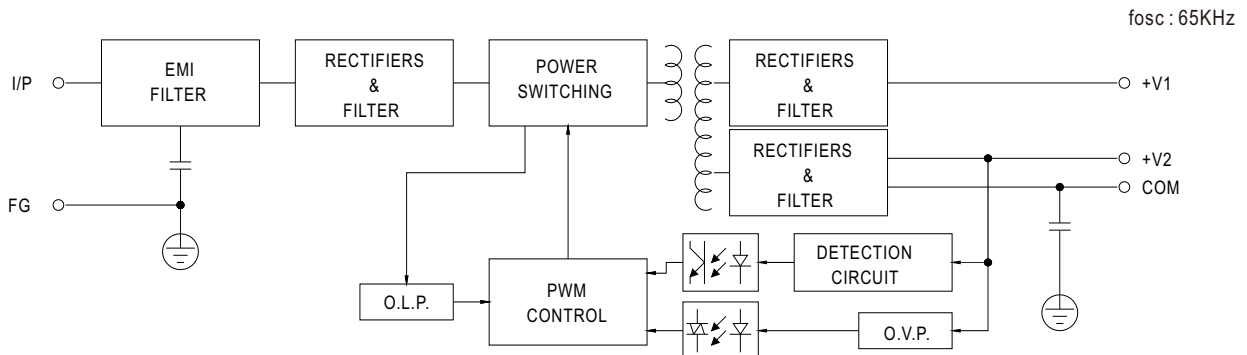 fosc : 65KHz
I/P
EMI
FILTER
RECTIFIERS
&
FILTER
POWER
SWITCHING
RECTIFIERS
&
FILTER
+V1
RECTIFIERS
&
FILTER
+V2
COM
FG
O.L.P.
PWM
CONTROL
DETECTION
CIRCUIT
O.V.P.